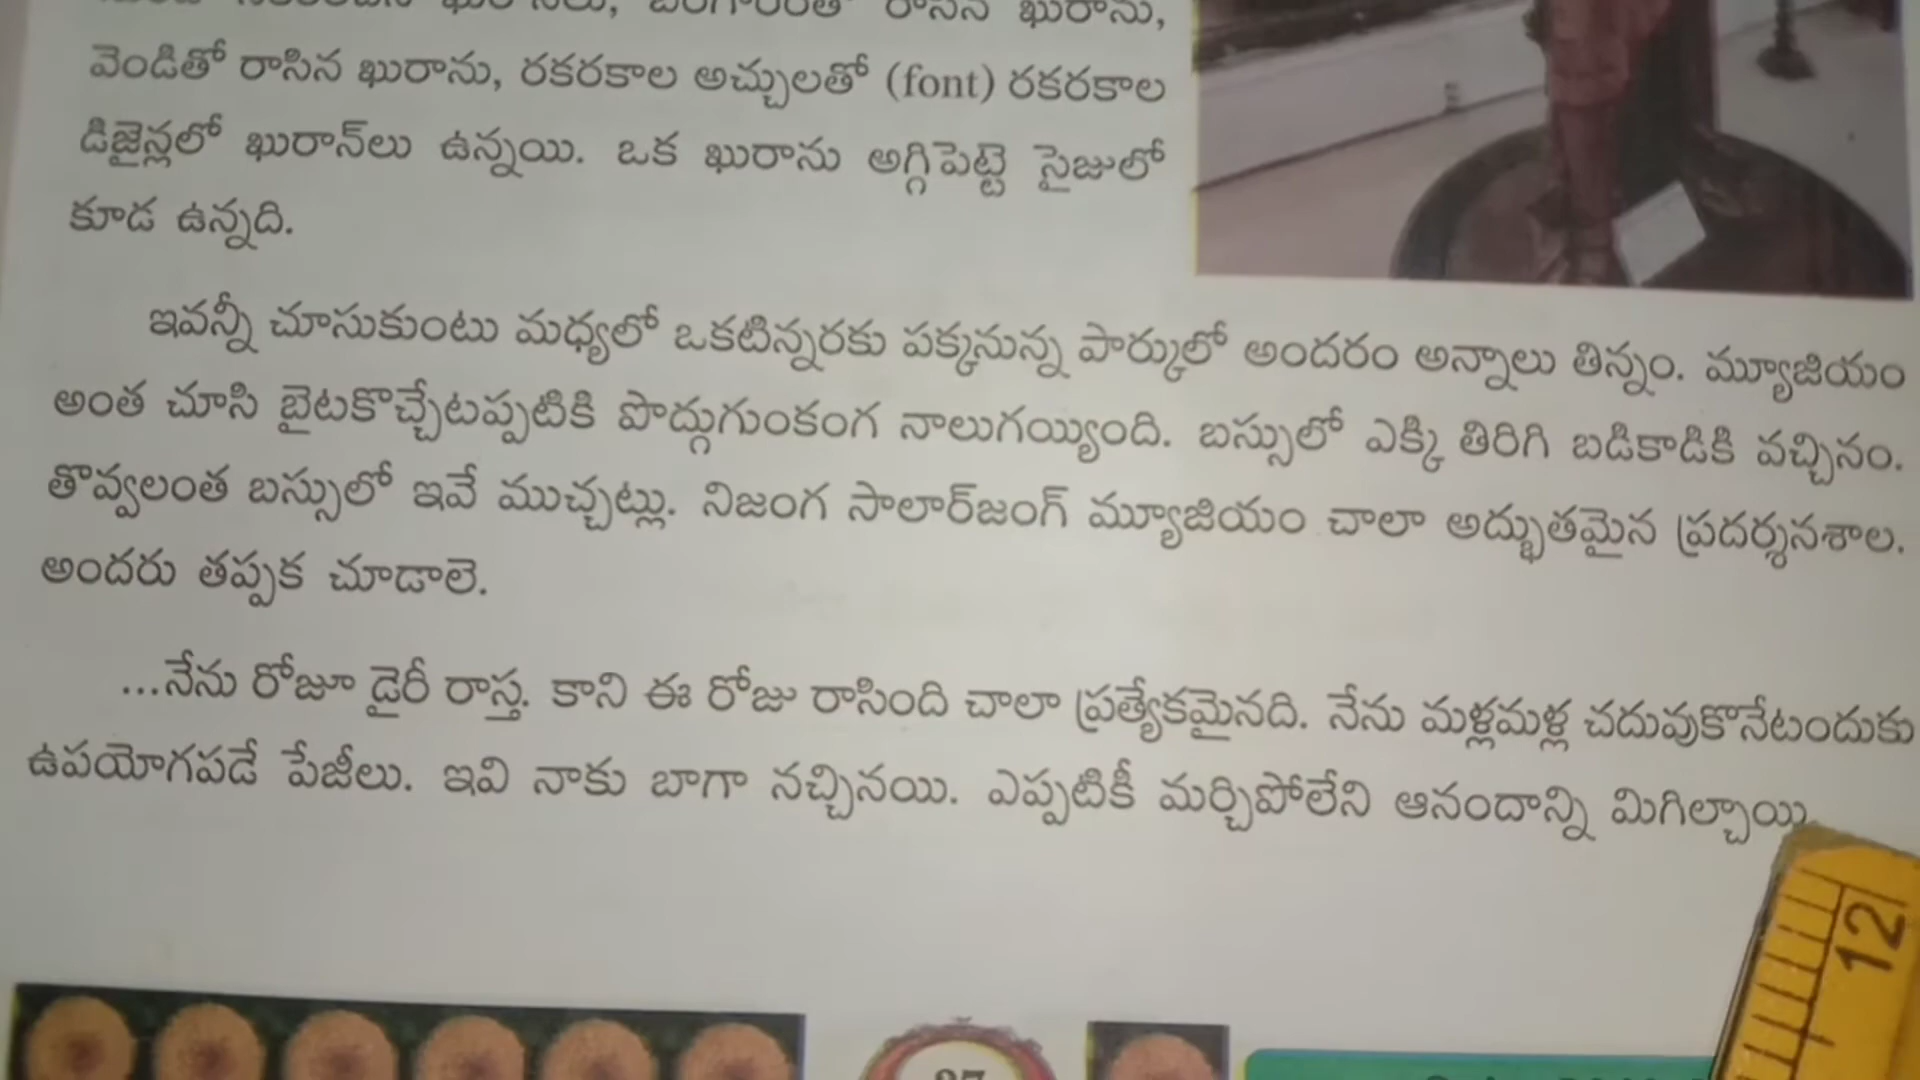 రాసిన ఖురాను,
వెండితో రాసిన ఖురాను, రకరకాల అచ్చులతో (font) రకరకాల
డిజైన్లలో ఖురాన్‌లు ఉన్నయి. ఒక ఖురాను అగ్గిపెట్టె సైజులో
కూడ ఉన్నది.
ఇవన్నీ చూసుకుంటు మధ్యలో ఒకటిన్నరకు పక్కనున్న పార్కులో అందరం అన్నాలు తిన్నం. మ్యూజియం
అంత చూసి బైటకొచ్చేటప్పటికి పొద్దుగుంకంగ నాలుగయ్యింది. బస్సులో ఎక్కి తిరిగి బడికాడికి వచ్చినం.
తొవ్వలంత బస్సులో ఇవే ముచ్చట్లు. నిజంగ సాలార్‌జంగ్ మ్యూజియం చాలా అద్భుతమైన ప్రదర్శనశాల.
అందరు తప్పక చూడాలె.
...నేను రోజూ డైరీ రాస్త. కాని ఈ రోజు రాసింది చాలా ప్రత్యేకమైనది. నేను మళ్లమళ్ల చదువుకొనేటందుకు
ఉపయోగపడే పేజీలు. ఇవి నాకు బాగా నచ్చినయి. ఎప్పటికీ మర్చిపోలేని ఆనందాన్ని మిగిల్చాయి.
12